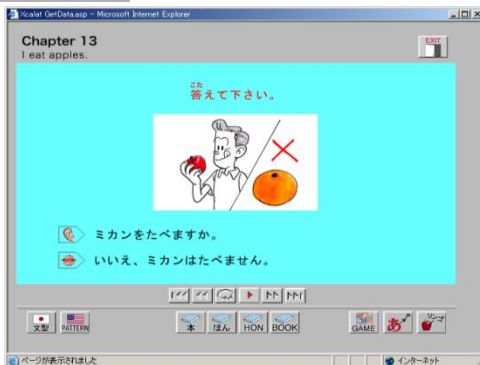 Xcalat GetData.asp - Microsoft Internet Explorer
Chapter 13
I eat apples.
EXIT
こた
答えて下さい。
ミカンをたべますか。
いいえ、ミカンはたべません。
文型 PATTERN 本 ほん HON BOOK GAME あ リンゴ
ページが表示されました インターネット